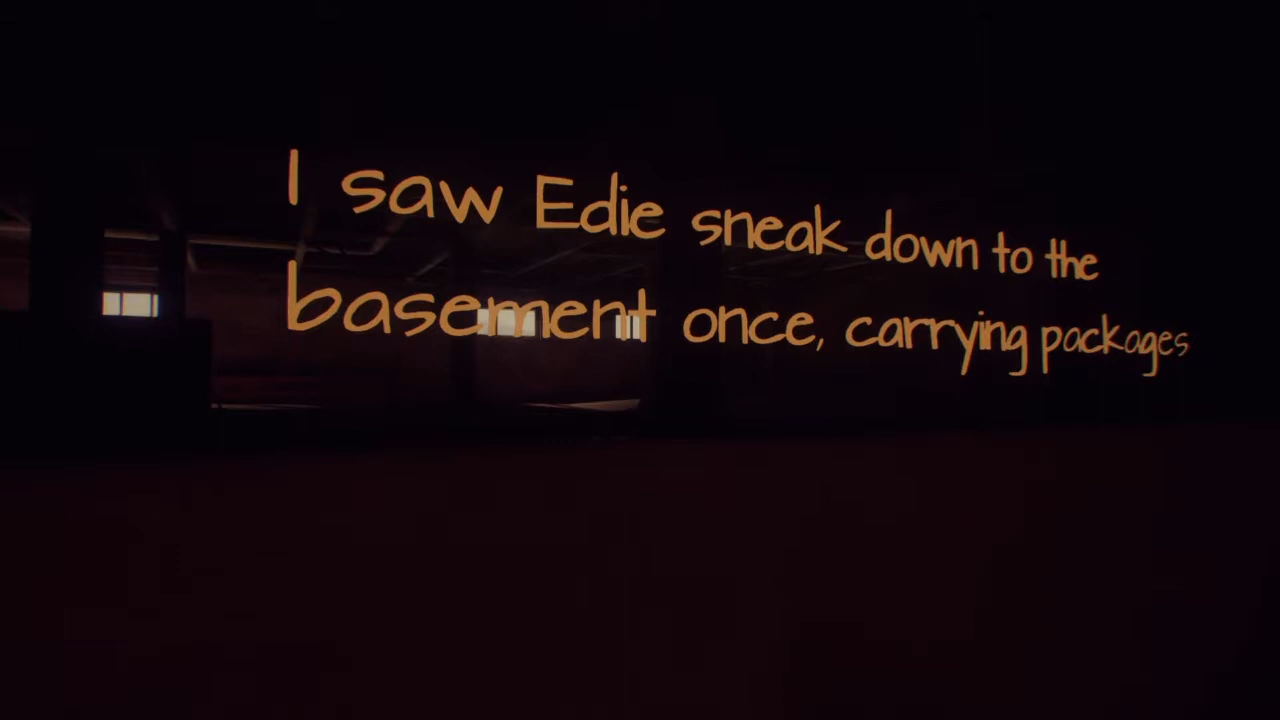 I saw Edie sneak down to the
basement once, carrying packages